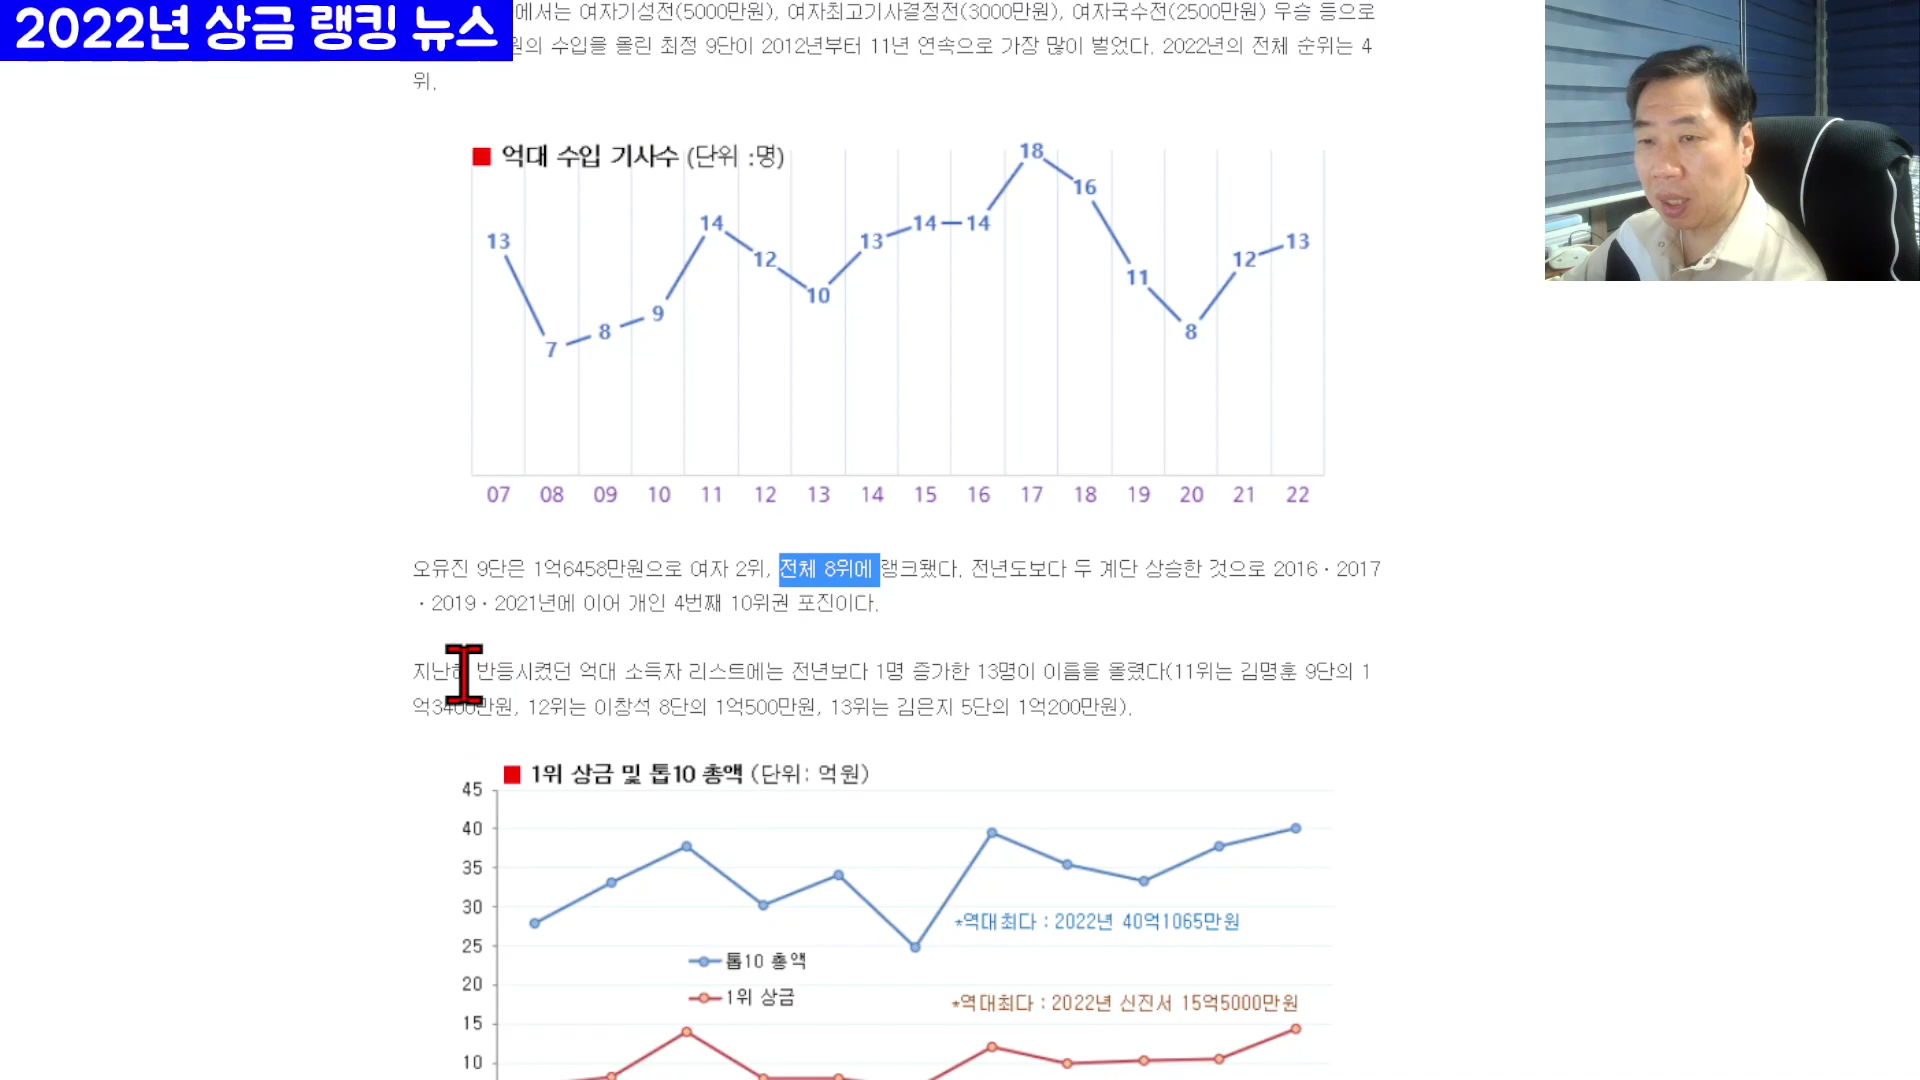 2022년 상금 랭킹 뉴스
에서는 여자기성전(5000만원), 여자최고기사결정전(3000만원), 여자국수전(2500만원) 우승 등으로
원의 수입을 올린 최정 9단이 2012년부터 11년 연속으로 가장 많이 벌었다. 2022년의 전체 순위는 4
위.
■ 억대 수입 기사수 (단위 :명)
13 7 8 9 14 12 10 13 14 14 18 16 11 8 12 13
07 08 09 10 11 12 13 14 15 16 17 18 19 20 21 22
오유진 9단은 1억6458만원으로 여자 2위, 전체 8위에 랭크됐다. 전년도보다 두 계단 상승한 것으로 2016·2017
·2019·2021년에 이어 개인 4번째 10위권 포진이다.
지난해 반등시켰던 억대 소득자 리스트에는 전년보다 1명 증가한 13명이 이름을 올렸다(11위는 김명훈 9단의 1
억3400만원, 12위는 이창석 8단의 1억500만원, 13위는 김은지 5단의 1억200만원).
■ 1위 상금 및 톱10 총액 (단위: 억원)
45
40
35
30
*역대최다 : 2022년 40억1065만원
25
톱10 총액
20
1위 상금
*역대최다 : 2022년 신진서 15억5000만원
15
10